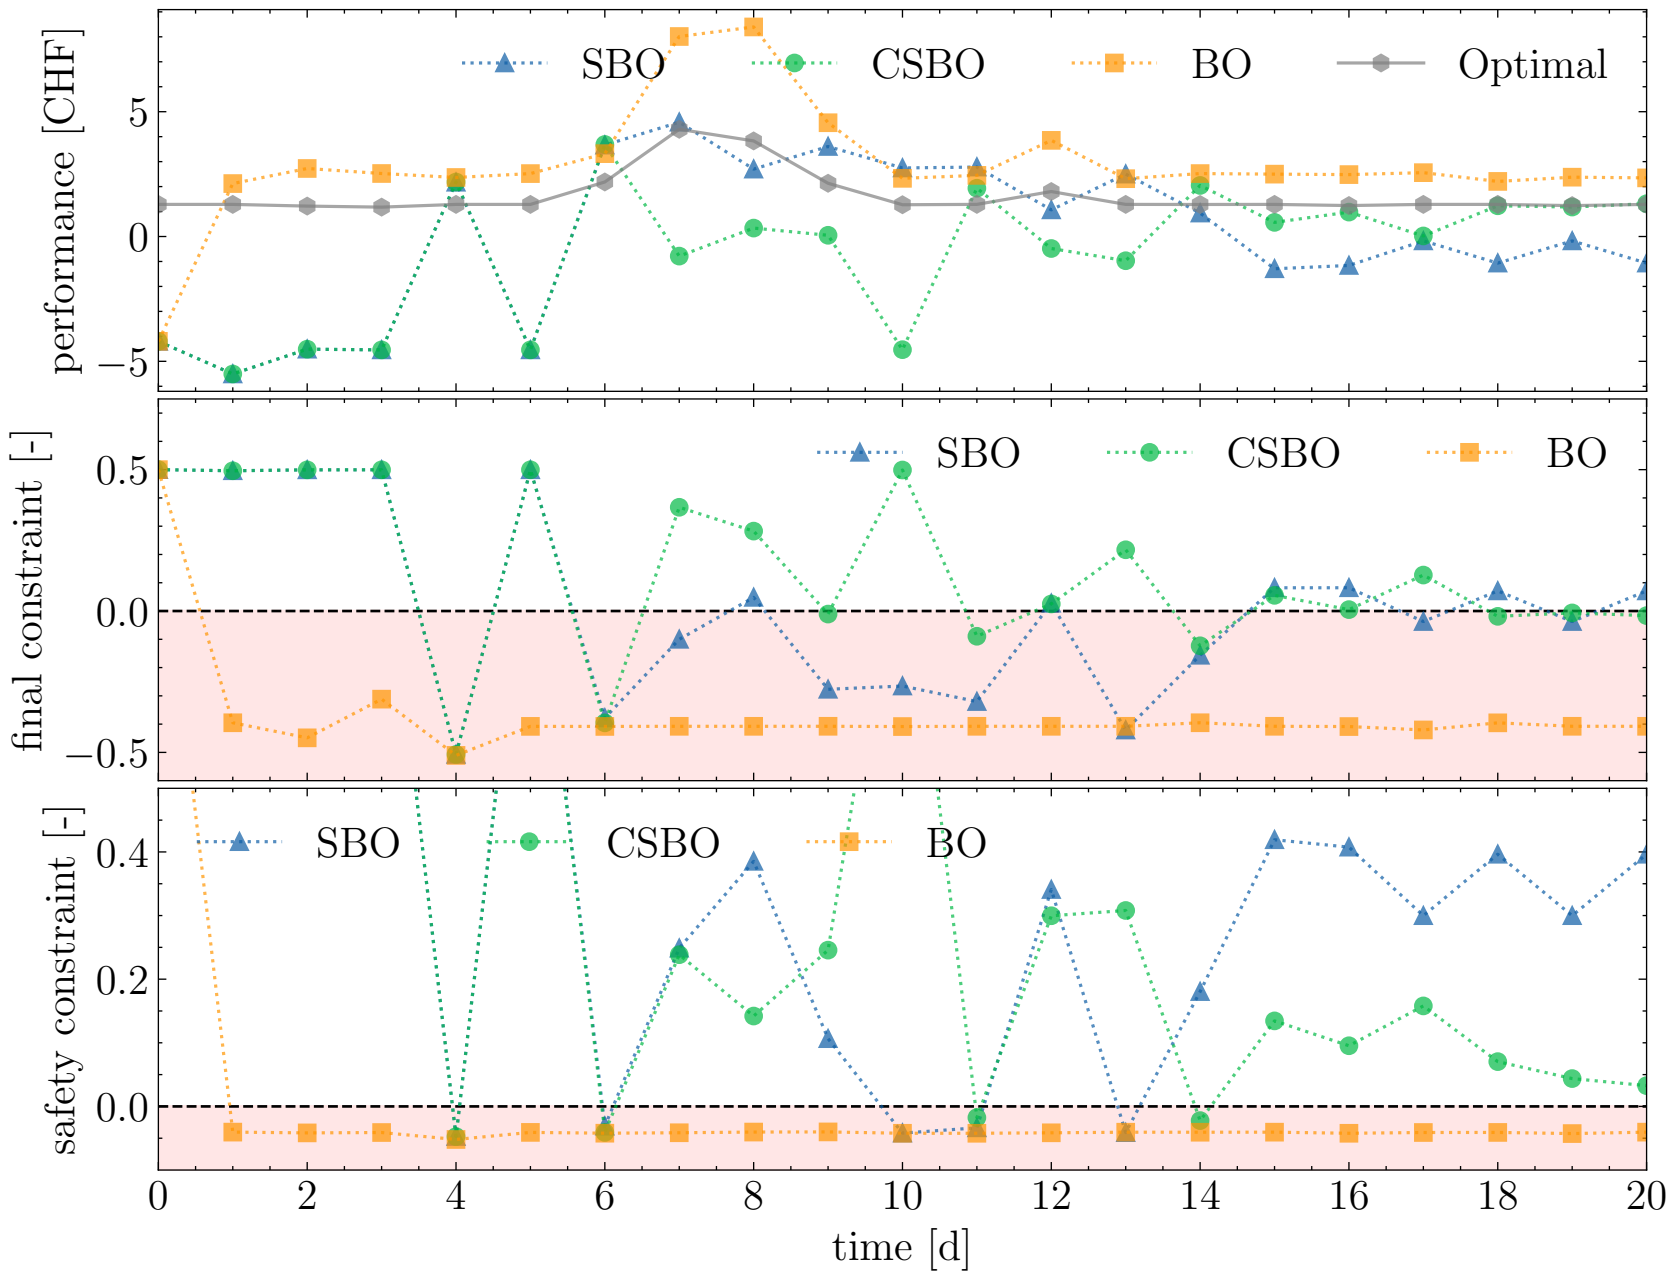 performance [CHF]
5
0
−5
SBO CSBO BO Optimal
final constraint [-]
0.5
0.0
−0.5
SBO CSBO BO
safety constraint [-]
0.4
0.2
0.0
SBO CSBO BO
0 2 4 6 8 10 12 14 16 18 20
time [d]